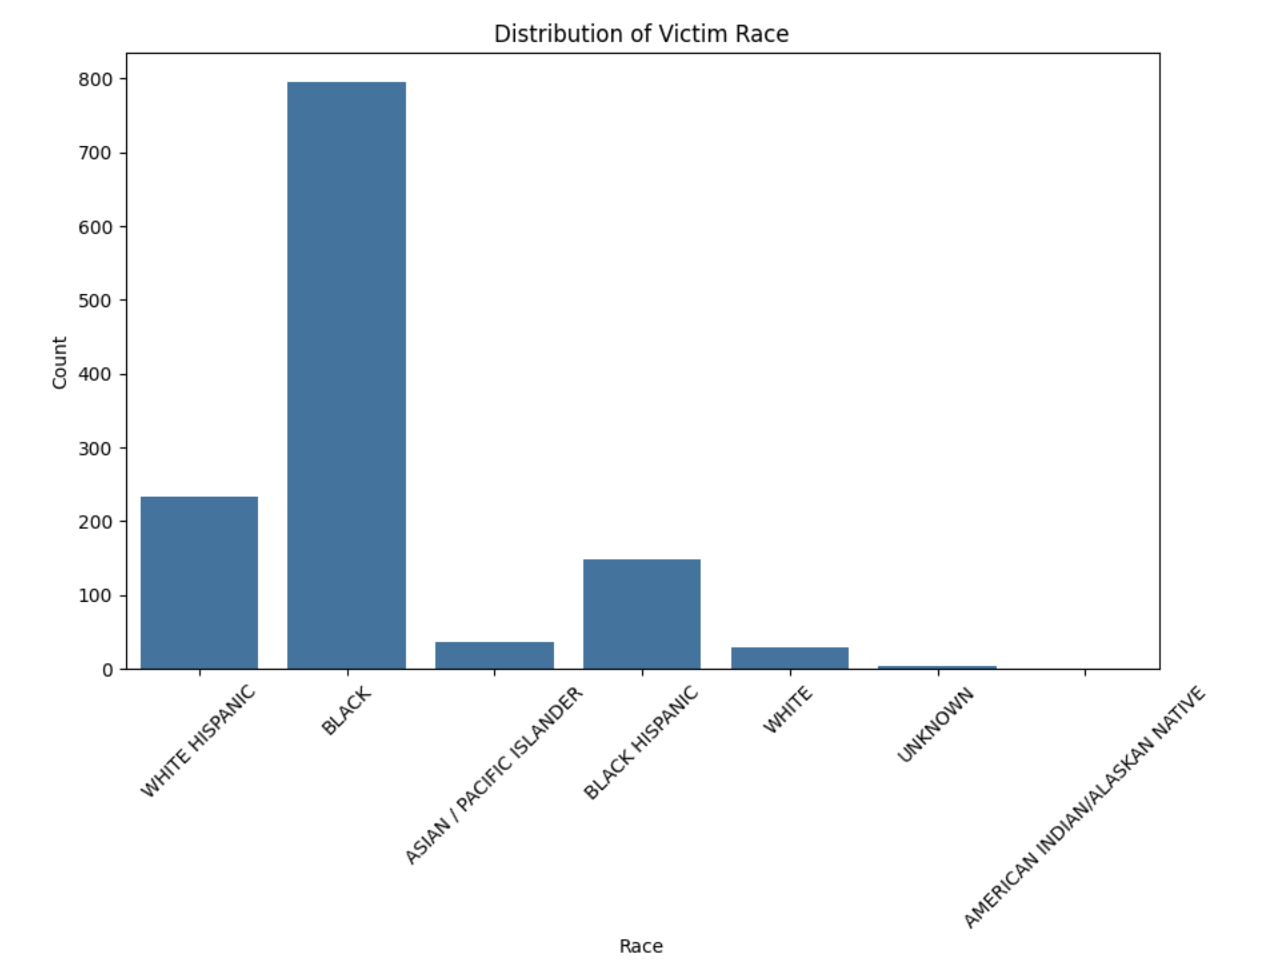 Distribution of Victim Race
800
700
600
500
400
300
200
100
0
Count
WHITE HISPANIC
BLACK
ASIAN / PACIFIC ISLANDER
BLACK HISPANIC
WHITE
UNKNOWN
AMERICAN INDIAN/ALASKAN NATIVE
Race